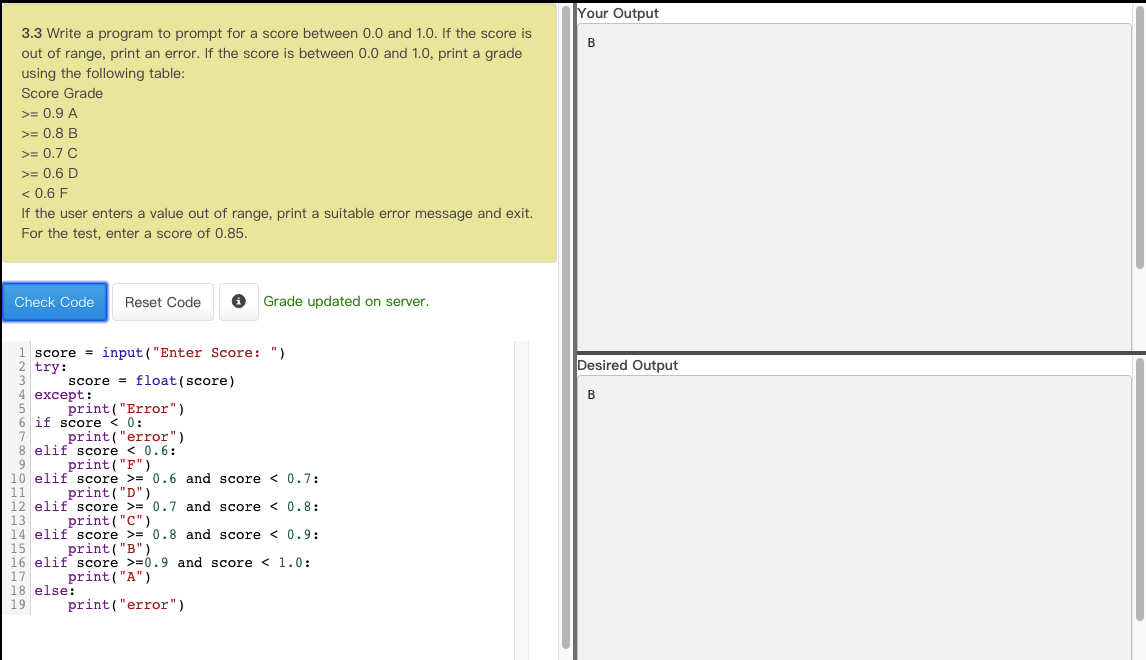 3.3 Write a program to prompt for a score between 0.0 and 1.0. If the score is
out of range, print an error. If the score is between 0.0 and 1.0, print a grade
using the following table:
Score Grade
>= 0.9 A
>= 0.8 B
>= 0.7 C
>= 0.6 D
< 0.6 F
If the user enters a value out of range, print a suitable error message and exit.
For the test, enter a score of 0.85.
Check Code Reset Code Grade updated on server.
1 score = input("Enter Score: ")
2 try:
3     score = float(score)
4 except:
5     print("Error")
6 if score < 0:
7     print("error")
8 elif score < 0.6:
9     print("F")
10 elif score >= 0.6 and score < 0.7:
11     print("D")
12 elif score >= 0.7 and score < 0.8:
13     print("C")
14 elif score >= 0.8 and score < 0.9:
15     print("B")
16 elif score >=0.9 and score < 1.0:
17     print("A")
18 else:
19     print("error")
Your Output
B
Desired Output
B